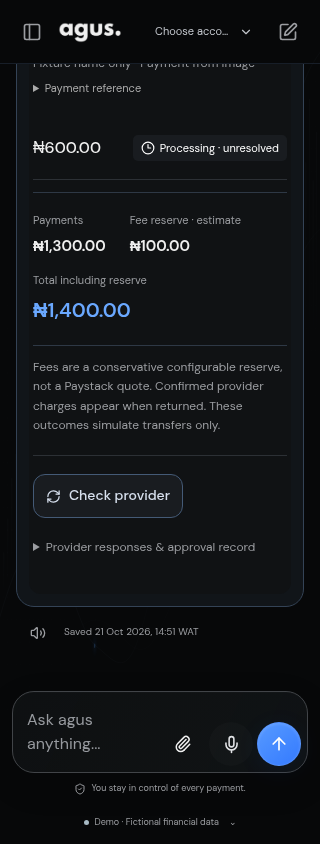 agus.
Choose acco...
Fixture name only · Payment from image
Payment reference
₦600.00
Processing · unresolved
Payments
Fee reserve · estimate
₦1,300.00
₦100.00
Total including reserve
₦1,400.00
Fees are a conservative configurable reserve,
not a Paystack quote. Confirmed provider
charges appear when returned. These
outcomes simulate transfers only.
Check provider
Provider responses & approval record
Saved 21 Oct 2026, 14:51 WAT
Ask agus
anything...
You stay in control of every payment.
Demo · Fictional financial data